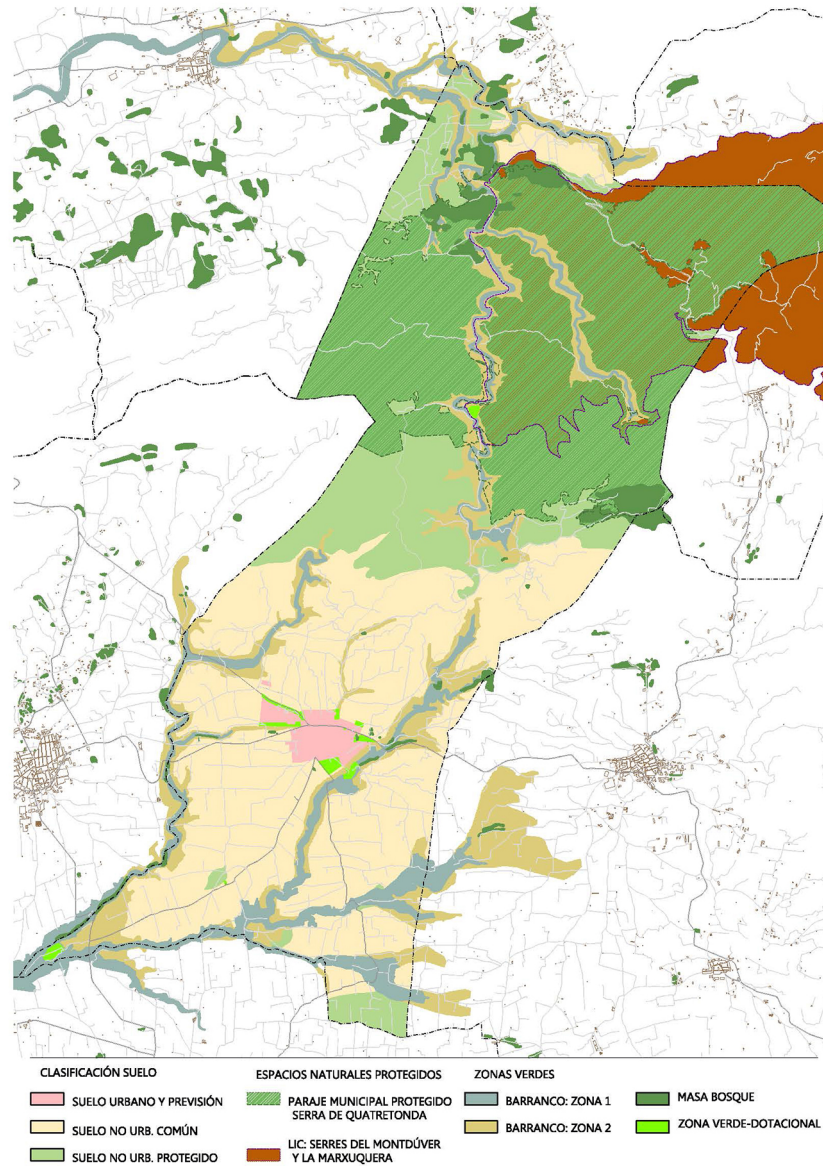 CLASIFICACIÓN SUELO
SUELO URBANO Y PREVISIÓN
SUELO NO URB. COMÚN
SUELO NO URB. PROTEGIDO
ESPACIOS NATURALES PROTEGIDOS
PARAJE MUNICIPAL PROTEGIDO
SERRA DE QUATRETONDA
LIC: SERRES DEL MONTDÚVER
Y LA MARXUQUERA
ZONAS VERDES
BARRANCO: ZONA 1
BARRANCO: ZONA 2
MASA BOSQUE
ZONA VERDE-DOTACIONAL